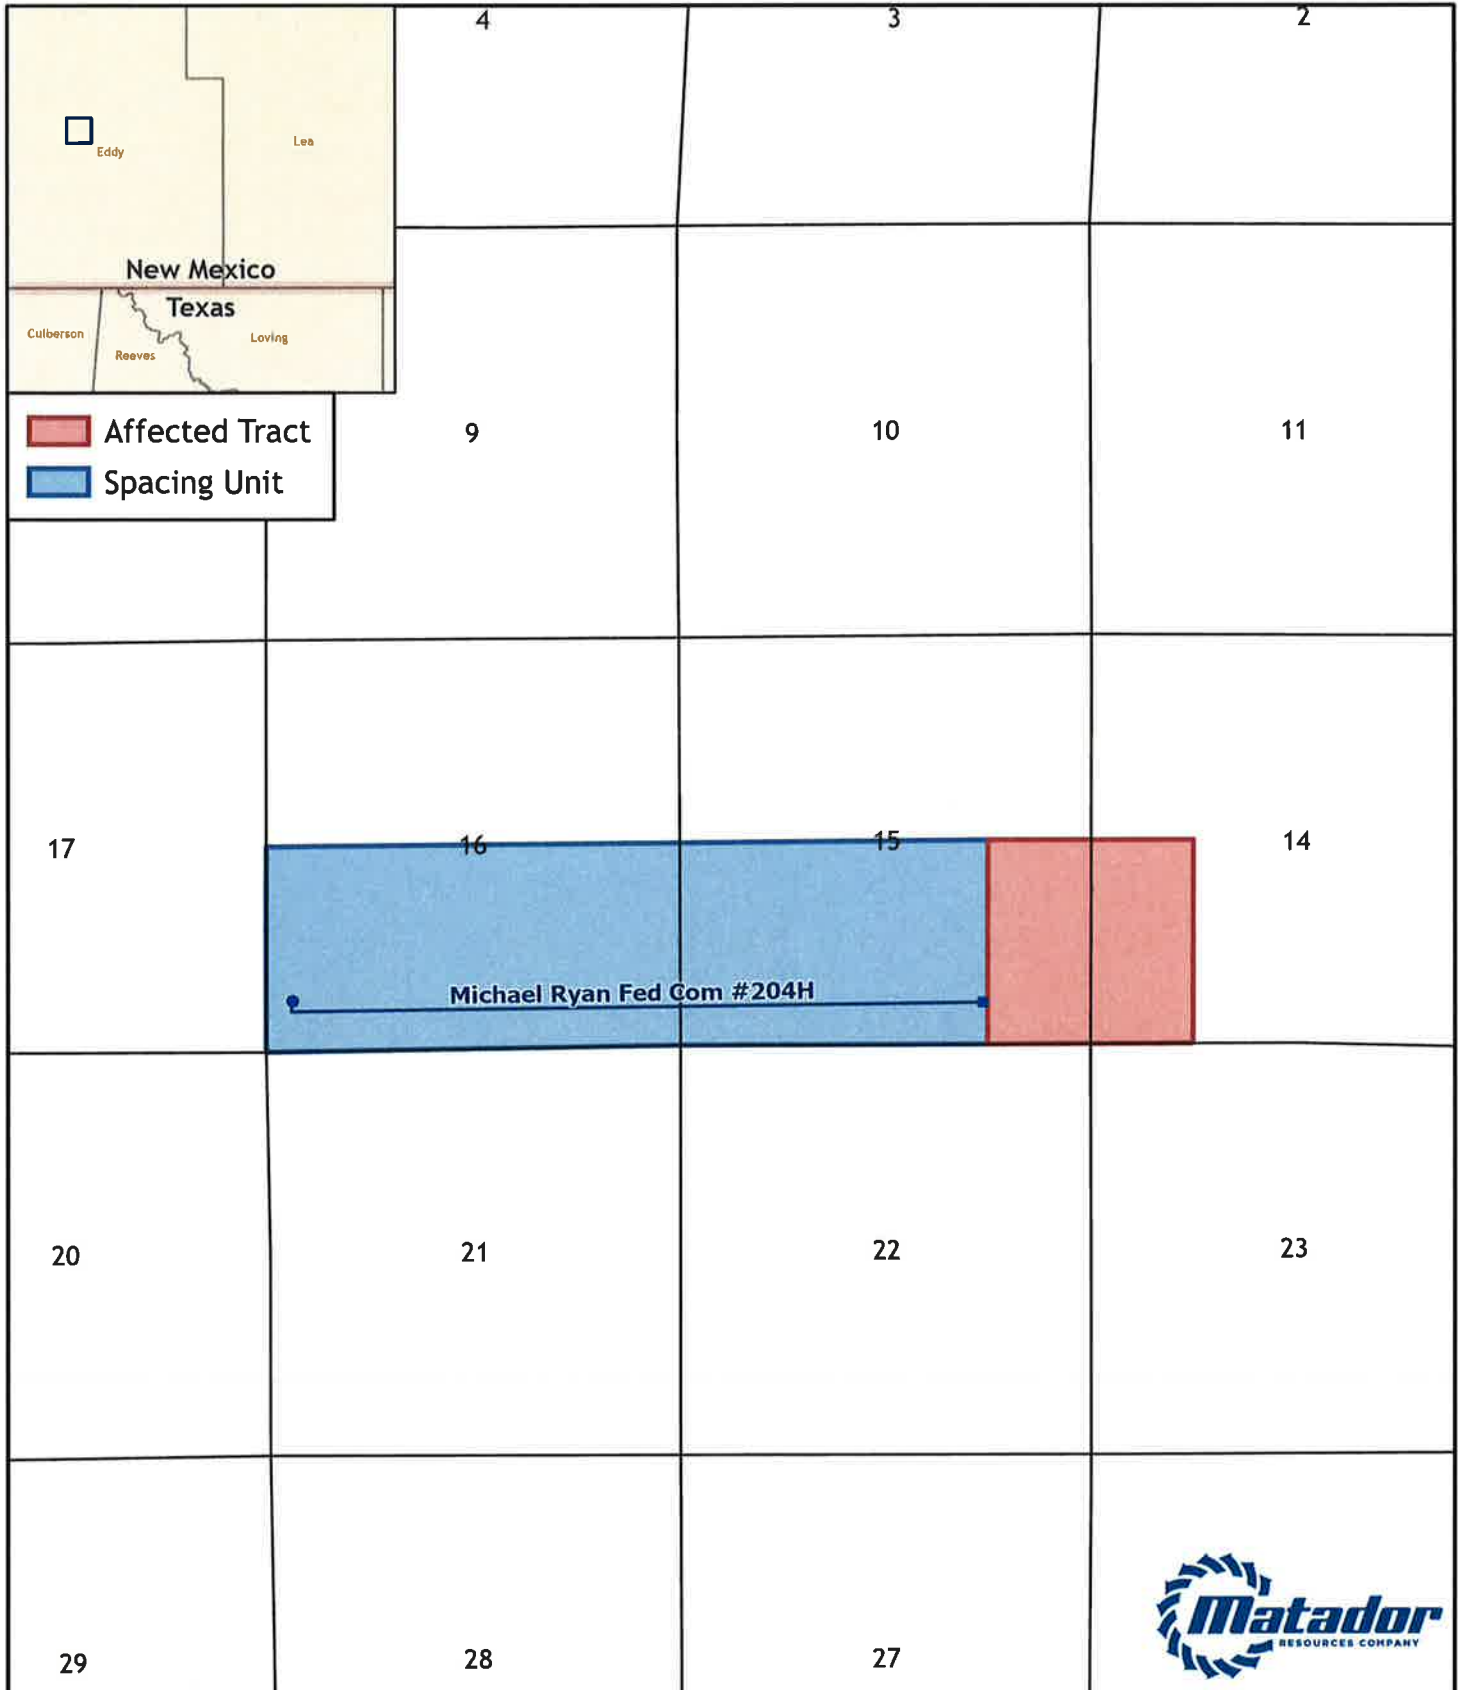 4
3
2
Eddy
Lea
New Mexico
Texas
Culberson
Reeves
Loving
Affected Tract
Spacing Unit
9
10
11
17
16
15
14
Michael Ryan Fed Com #204H
20
21
22
23
29
28
27
Matador
RESOURCES COMPANY